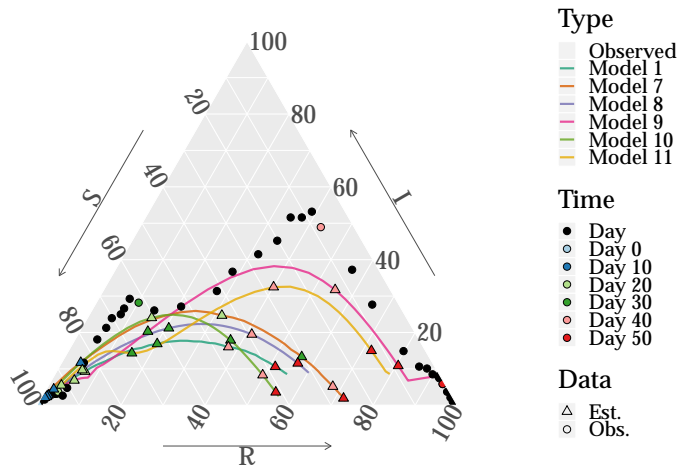 100
20
80
40
60
60
40
80
20
100
100
20
40
60
80
S
I
R
Type
Observed
Model 1
Model 7
Model 8
Model 9
Model 10
Model 11
Time
Day
Day 0
Day 10
Day 20
Day 30
Day 40
Day 50
Data
Est.
Obs.